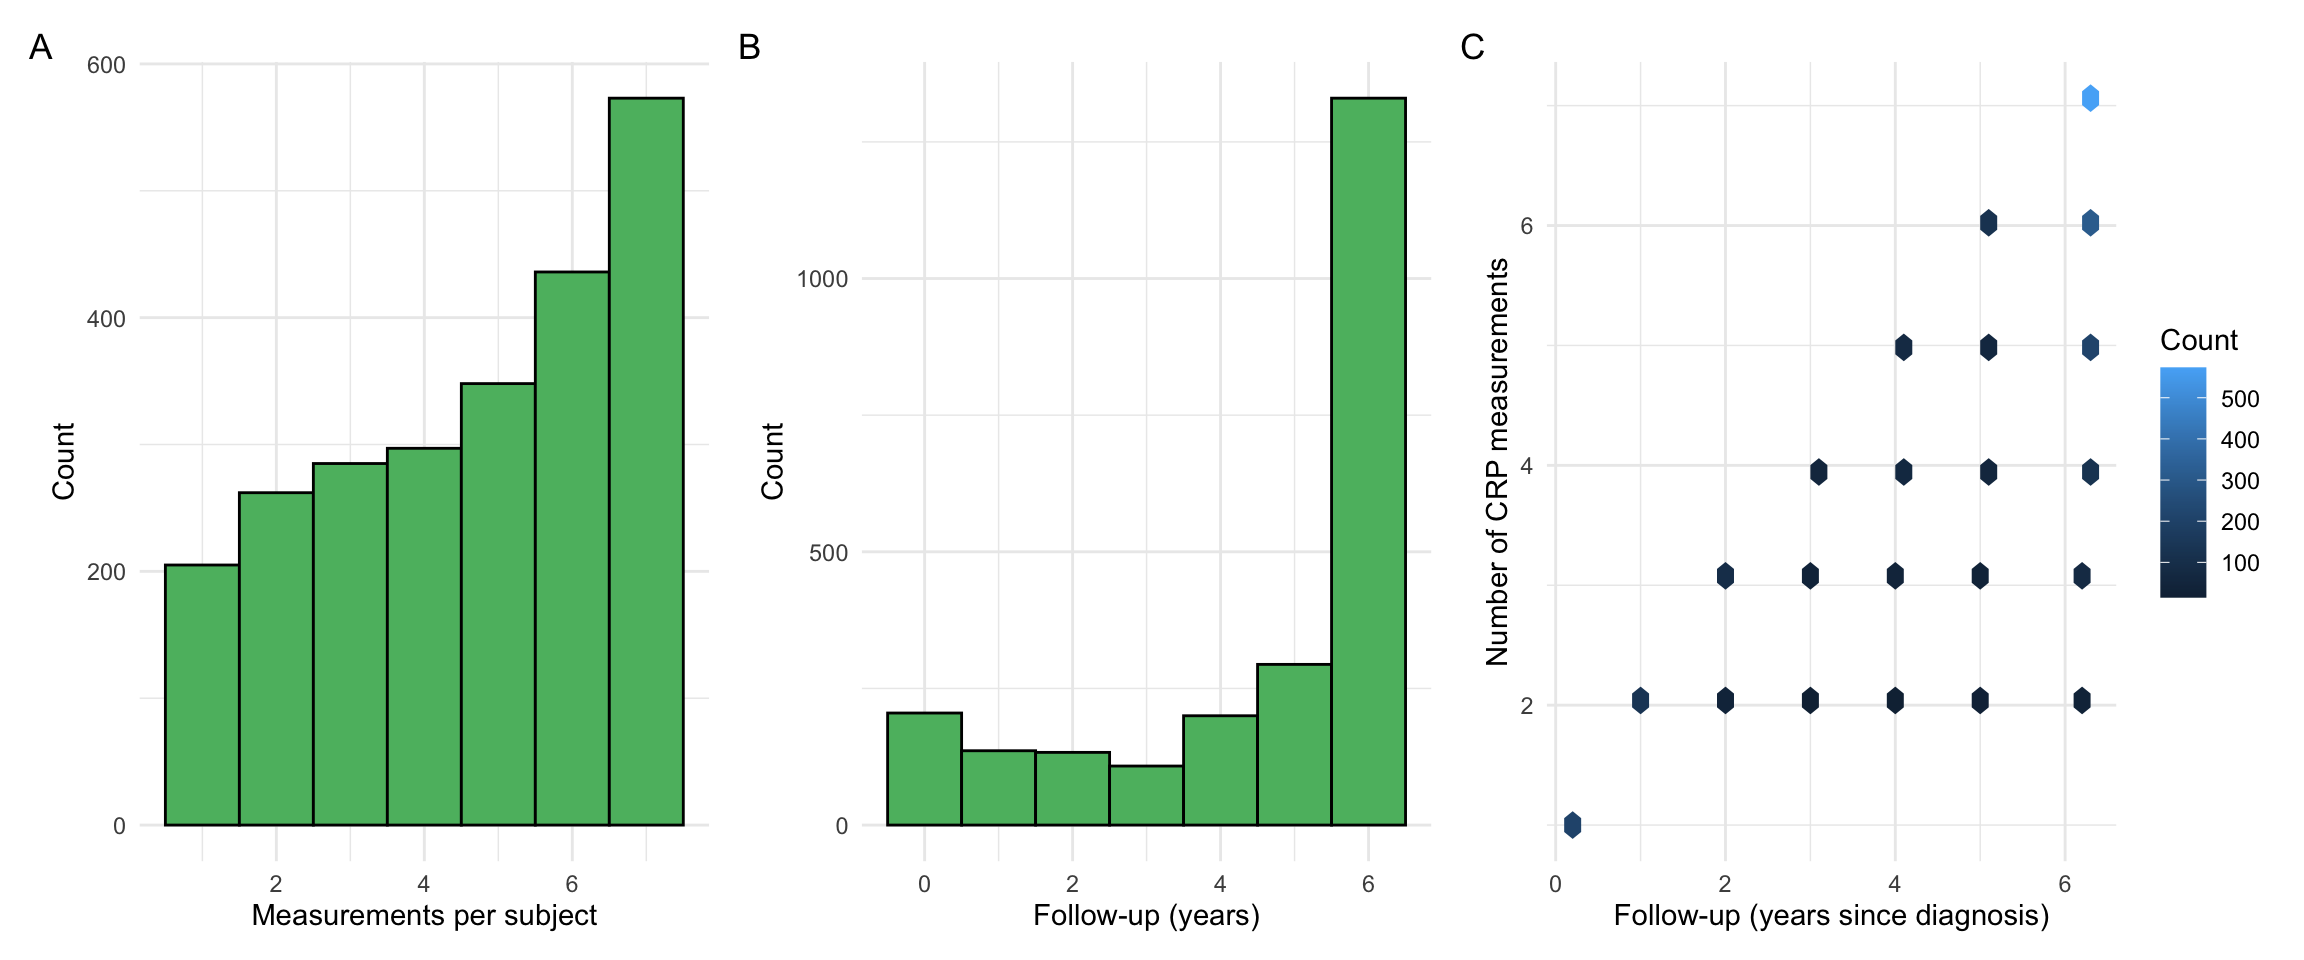 A
600
400
200
0
Count
2 4 6
Measurements per subject
B
1000
500
0
Count
0 2 4 6
Follow-up (years)
C
6
4
2
Number of CRP measurements
0 2 4 6
Follow-up (years since diagnosis)
Count
500
400
300
200
100